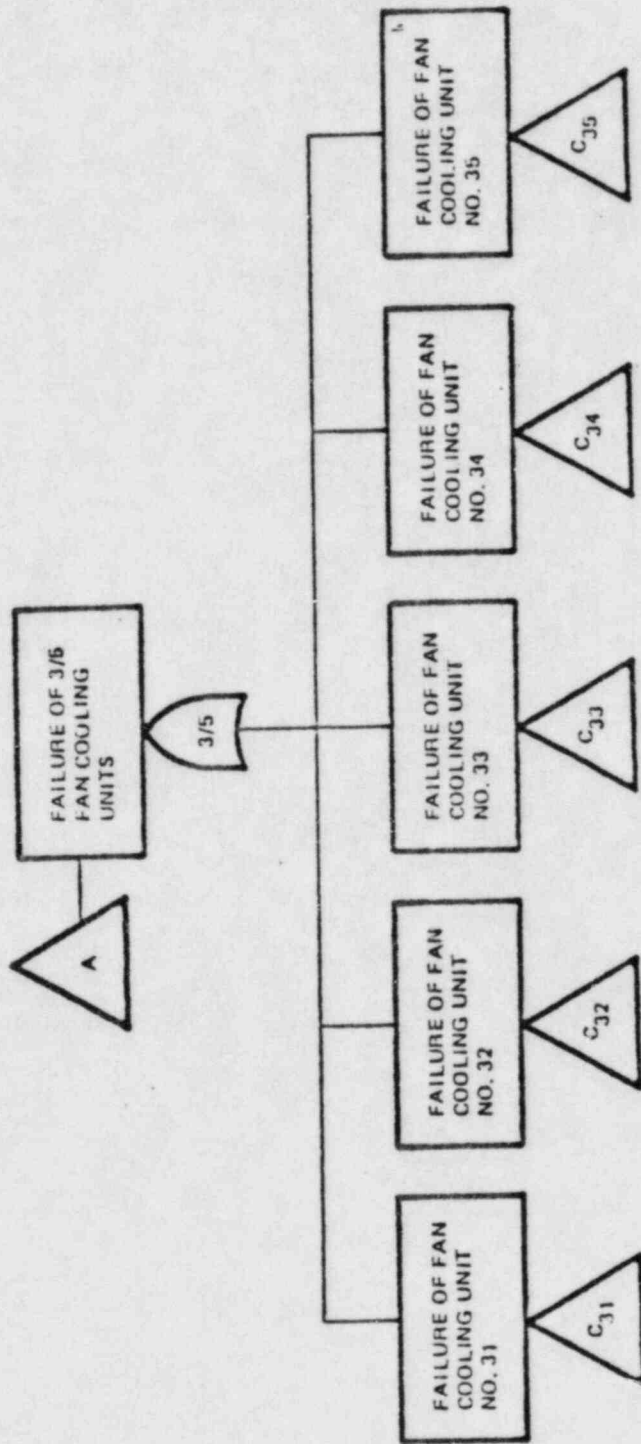 A
FAILURE OF 3/5
FAN COOLING
UNITS
3/5
FAILURE OF FAN
COOLING UNIT
NO. 31
FAILURE OF FAN
COOLING UNIT
NO. 32
FAILURE OF FAN
COOLING UNIT
NO. 33
FAILURE OF FAN
COOLING UNIT
NO. 34
FAILURE OF FAN
COOLING UNIT
NO. 35
C31
C32
C33
C34
C35